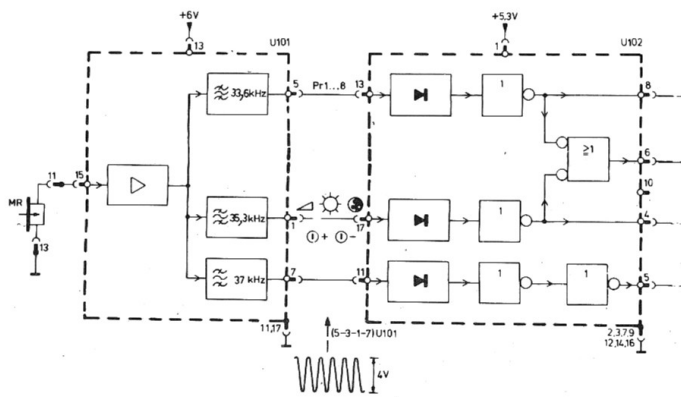 +6V
+5,3V
13
U101
1
U102
33,6kHz
5
Pr1...8
13
1
8
≥1
6
11
15
10
MR
35,3kHz
1
17
1
4
+
-
13
37 kHz
7
11
1
1
5
11,17
(5-3-1-7)U101
2,3,7,9
12,14,16
4V